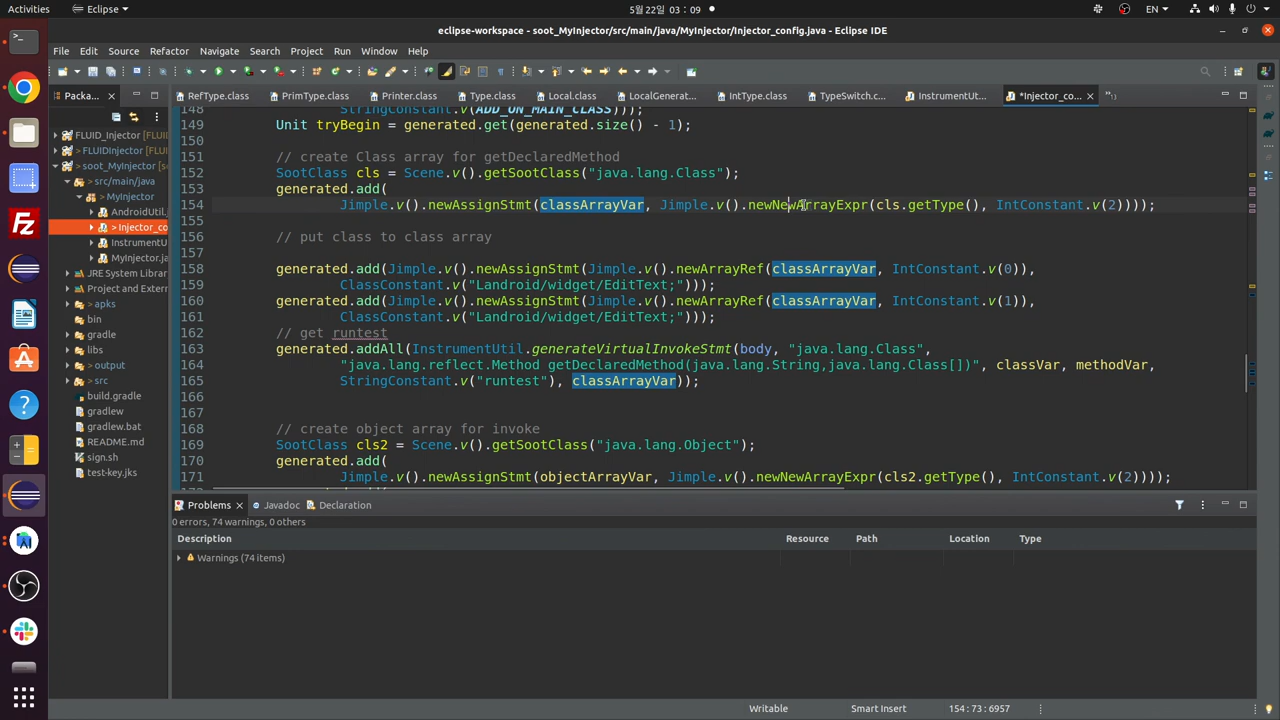 Activities
Eclipse
5월 22일 03 : 09
EN
eclipse-workspace - soot_MyInjector/src/main/java/MyInjector/Injector_config.java - Eclipse IDE
File Edit Source Refactor Navigate Search Project Run Window Help
Packa...
RefType.class PrimType.class Printer.class Type.class Local.class LocalGenerat... IntType.class TypeSwitch.c... InstrumentUt... *Injector_co...
FLUID_Injector [FLU
FLUIDInjector [FLUI
soot_MyInjector [so
src/main/java
MyInjector
AndroidUtil.j
> Injector_co
InstrumentU
MyInjector.ja
JRE System Librar
Project and Exter
apks
bin
gradle
libs
output
src
build.gradle
gradlew
gradlew.bat
README.md
sign.sh
test-key.jks
148 StringConstant.v(ADD_ON_MAIN_CLASS)));
149 Unit tryBegin = generated.get(generated.size() - 1);
150
151 // create Class array for getDeclaredMethod
152 SootClass cls = Scene.v().getSootClass("java.lang.Class");
153 generated.add(
154 Jimple.v().newAssignStmt(classArrayVar, Jimple.v().newNewArrayExpr(cls.getType(), IntConstant.v(2))));
155
156 // put class to class array
157
158 generated.add(Jimple.v().newAssignStmt(Jimple.v().newArrayRef(classArrayVar, IntConstant.v(0)),
159 ClassConstant.v("Landroid/widget/EditText;")));
160 generated.add(Jimple.v().newAssignStmt(Jimple.v().newArrayRef(classArrayVar, IntConstant.v(1)),
161 ClassConstant.v("Landroid/widget/EditText;")));
162 // get runtest
163 generated.addAll(InstrumentUtil.generateVirtualInvokeStmt(body, "java.lang.Class",
164 "java.lang.reflect.Method getDeclaredMethod(java.lang.String,java.lang.Class[])", classVar, methodVar,
165 StringConstant.v("runtest"), classArrayVar));
166
167
168 // create object array for invoke
169 SootClass cls2 = Scene.v().getSootClass("java.lang.Object");
170 generated.add(
171 Jimple.v().newAssignStmt(objectArrayVar, Jimple.v().newNewArrayExpr(cls2.getType(), IntConstant.v(2))));
Problems Javadoc Declaration
0 errors, 74 warnings, 0 others
Description Resource Path Location Type
Warnings (74 items)
Writable Smart Insert 154 : 73 : 6957